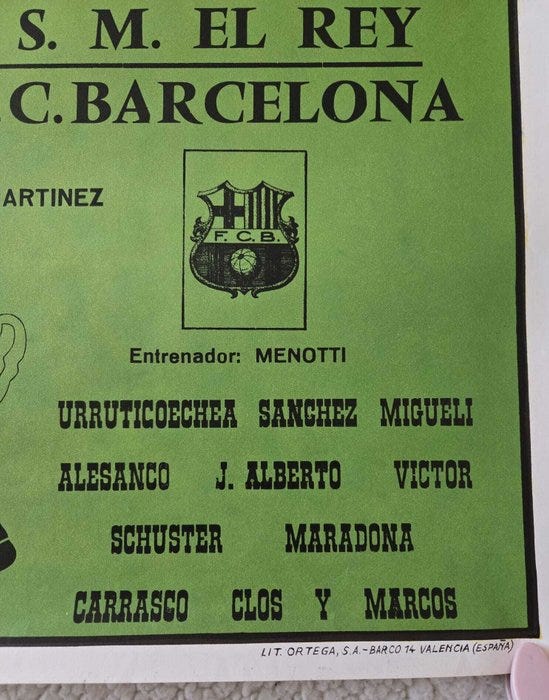 S. M. EL REY
. C. BARCELONA
ARTINEZ
F. C. B.
Entrenador: MENOTTI
URRUTICOECHEA SANCHEZ MIGUELI
ALESANCO J. ALBERTO VICTOR
SCHUSTER MARADONA
CARRASCO CLOS Y MARCOS
LIT. ORTEGA, S.A.-BARCO 14 VALENCIA (ESPAÑA)